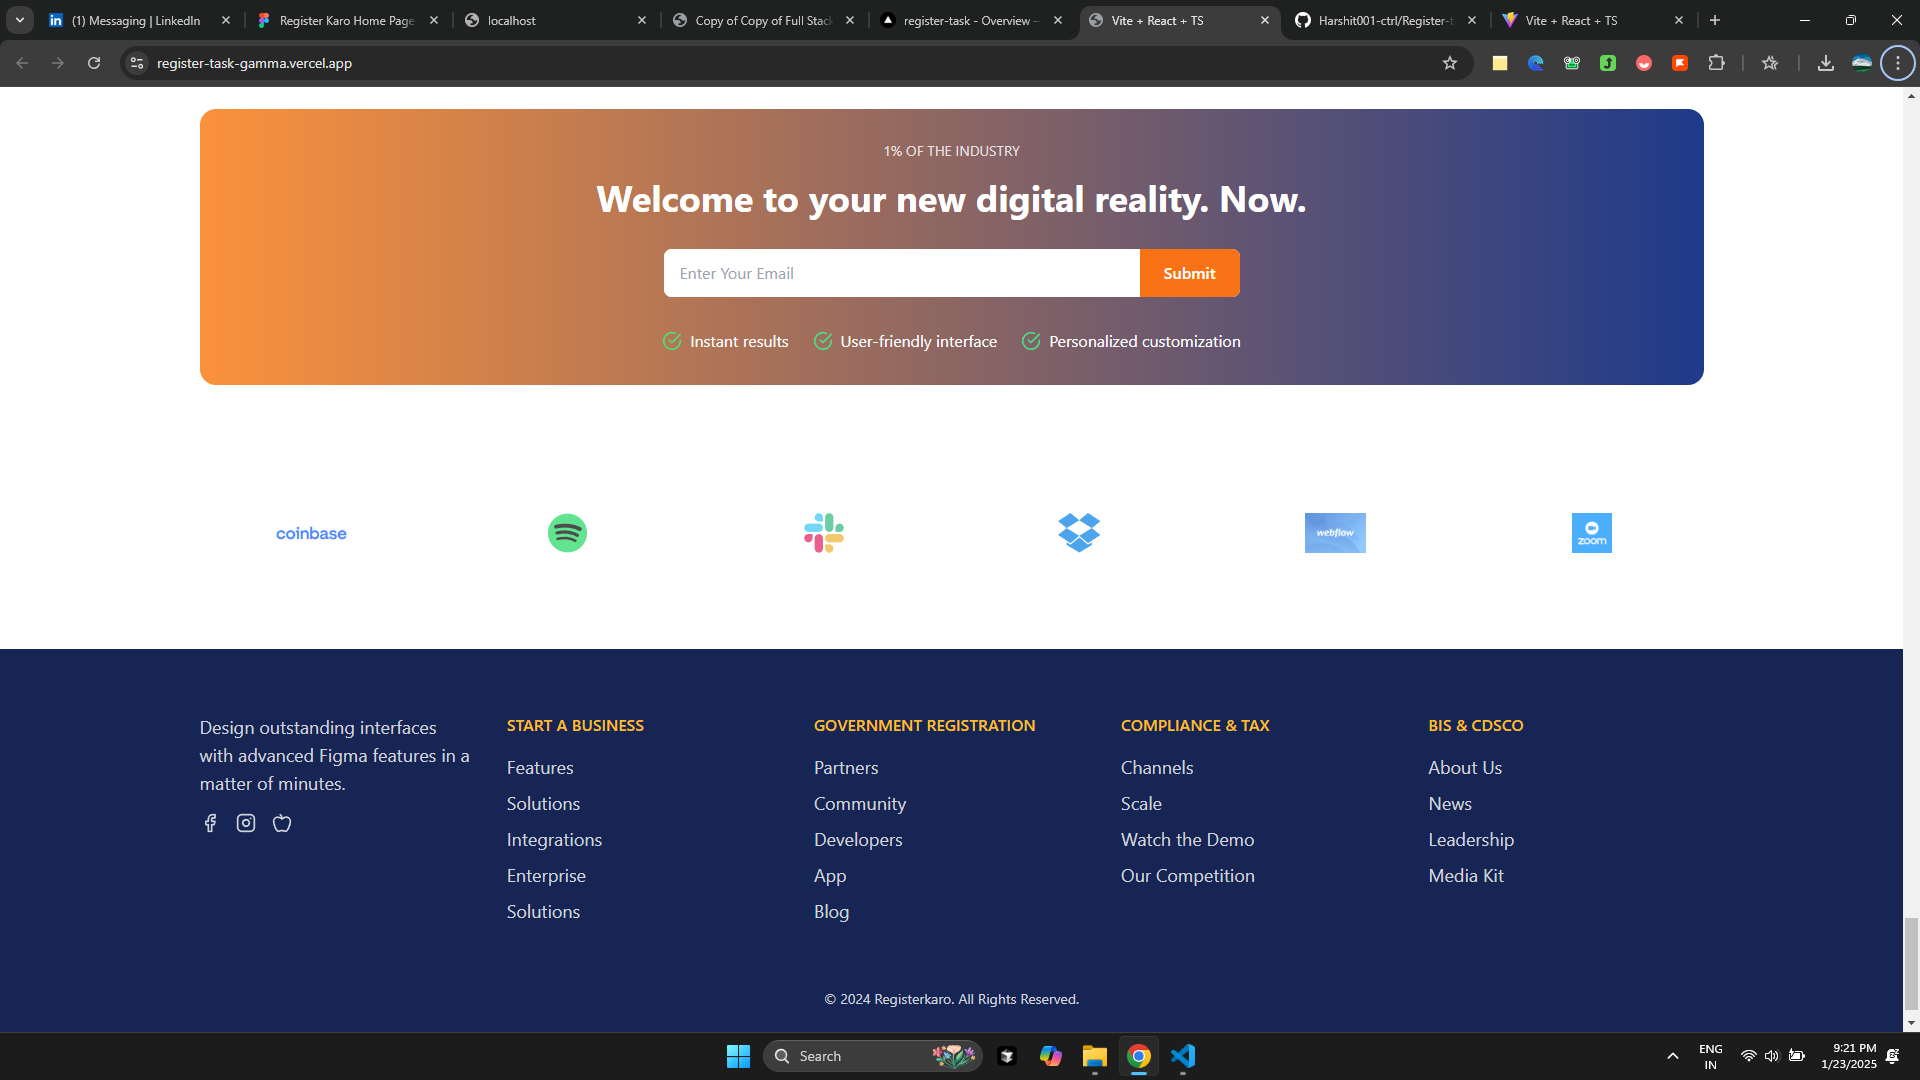 (1) Messaging | LinkedIn
Register Karo Home Page
localhost
Copy of Copy of Full Stack
register-task - Overview –
Vite + React + TS
Harshit001-ctrl/Register-t
Vite + React + TS
register-task-gamma.vercel.app
1% OF THE INDUSTRY
Welcome to your new digital reality. Now.
Enter Your Email
Submit
Instant results
User-friendly interface
Personalized customization
coinbase
webflow
zoom
Design outstanding interfaces
with advanced Figma features in a
matter of minutes.
START A BUSINESS
Features
Solutions
Integrations
Enterprise
Solutions
GOVERNMENT REGISTRATION
Partners
Community
Developers
App
Blog
COMPLIANCE & TAX
Channels
Scale
Watch the Demo
Our Competition
BIS & CDSCO
About Us
News
Leadership
Media Kit
© 2024 Registerkaro. All Rights Reserved.
Search
ENG
IN
9:21 PM
1/23/2025